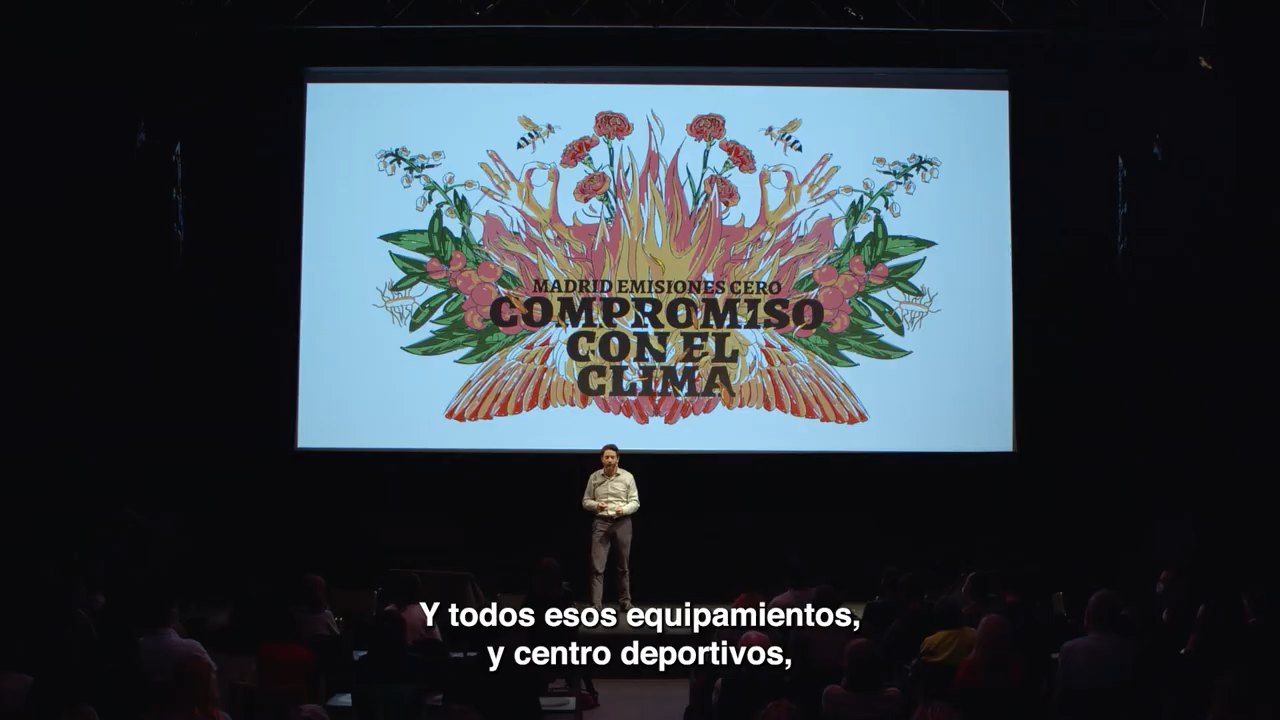 MADRID EMISIONES CERO
COMPROMISO
CON EL
CLIMA
Y todos esos equipamientos,
y centro deportivos,